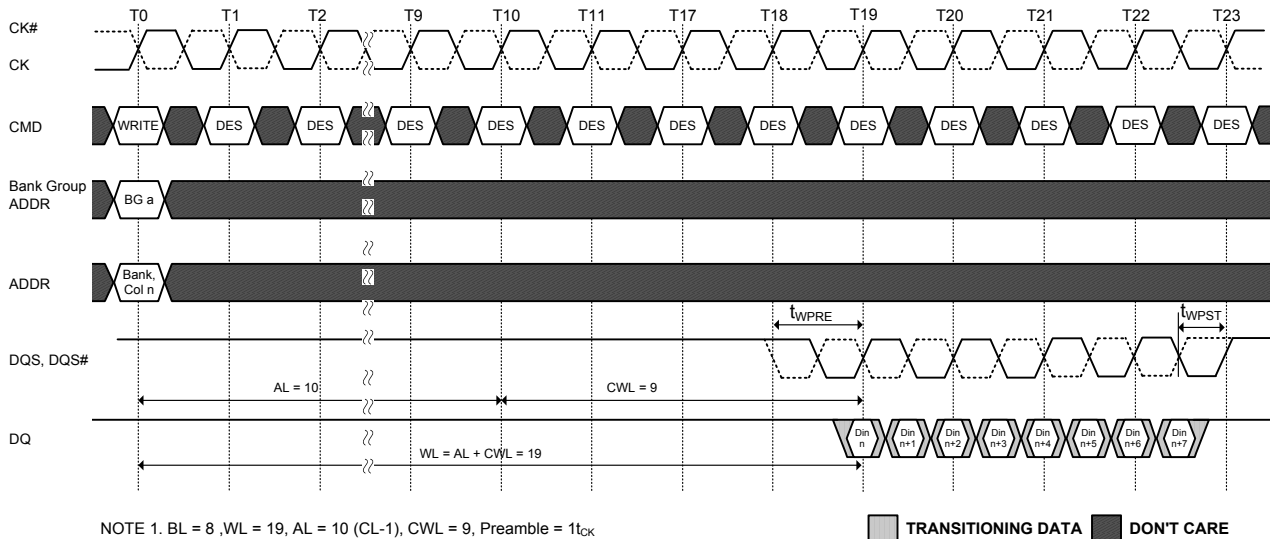 T0 T1 T2 T9 T10 T11 T17 T18 T19 T20 T21 T22 T23
CK#
CK
CMD WRITE DES DES DES DES DES DES DES DES DES DES DES DES
Bank Group
ADDR
BG a
ADDR
Bank,
Col n
tWPRE tWPST
DQS, DQS#
AL = 10 CWL = 9
DQ
Din
n
Din
n+1
Din
n+2
Din
n+3
Din
n+4
Din
n+5
Din
n+6
Din
n+7
WL = AL + CWL = 19
NOTE 1. BL = 8 ,WL = 19, AL = 10 (CL-1), CWL = 9, Preamble = 1tCK
TRANSITIONING DATA DON'T CARE